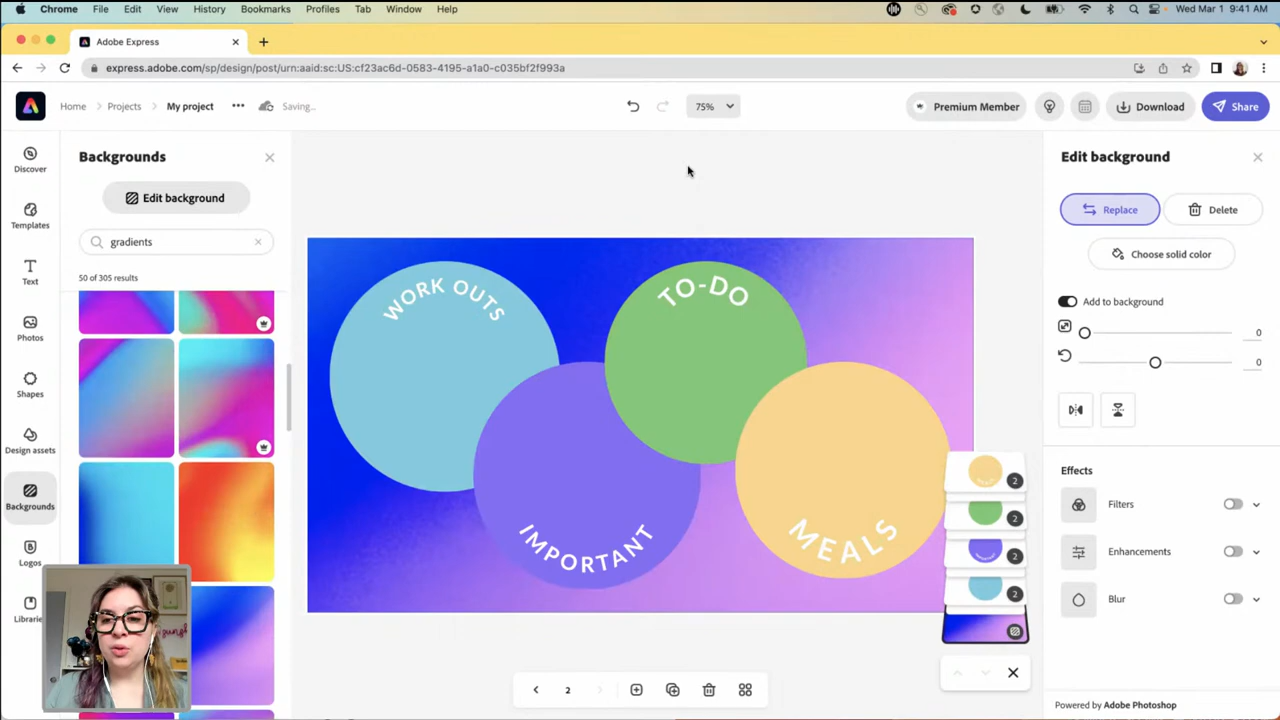 Chrome File Edit View History Bookmarks Profiles Tab Window Help Wed Mar 1 9:41 AM
Adobe Express
express.adobe.com/sp/design/post/urn:aaid:sc:US:cf23ac6d-0583-4195-a1a0-c035bf2f993a
Home > Projects > My project ... Saving... 75% Premium Member Download Share
Discover
Templates
Text
Photos
Shapes
Design assets
Backgrounds
Logos
Backgrounds
Edit background
gradients
50 of 305 results
WORK OUTS
TO-DO
IMPORTANT
MEALS
2
2
2
2
2
Edit background
Replace Delete
Choose solid color
Add to background
0
0
Effects
Filters
Enhancements
Blur
Powered by Adobe Photoshop